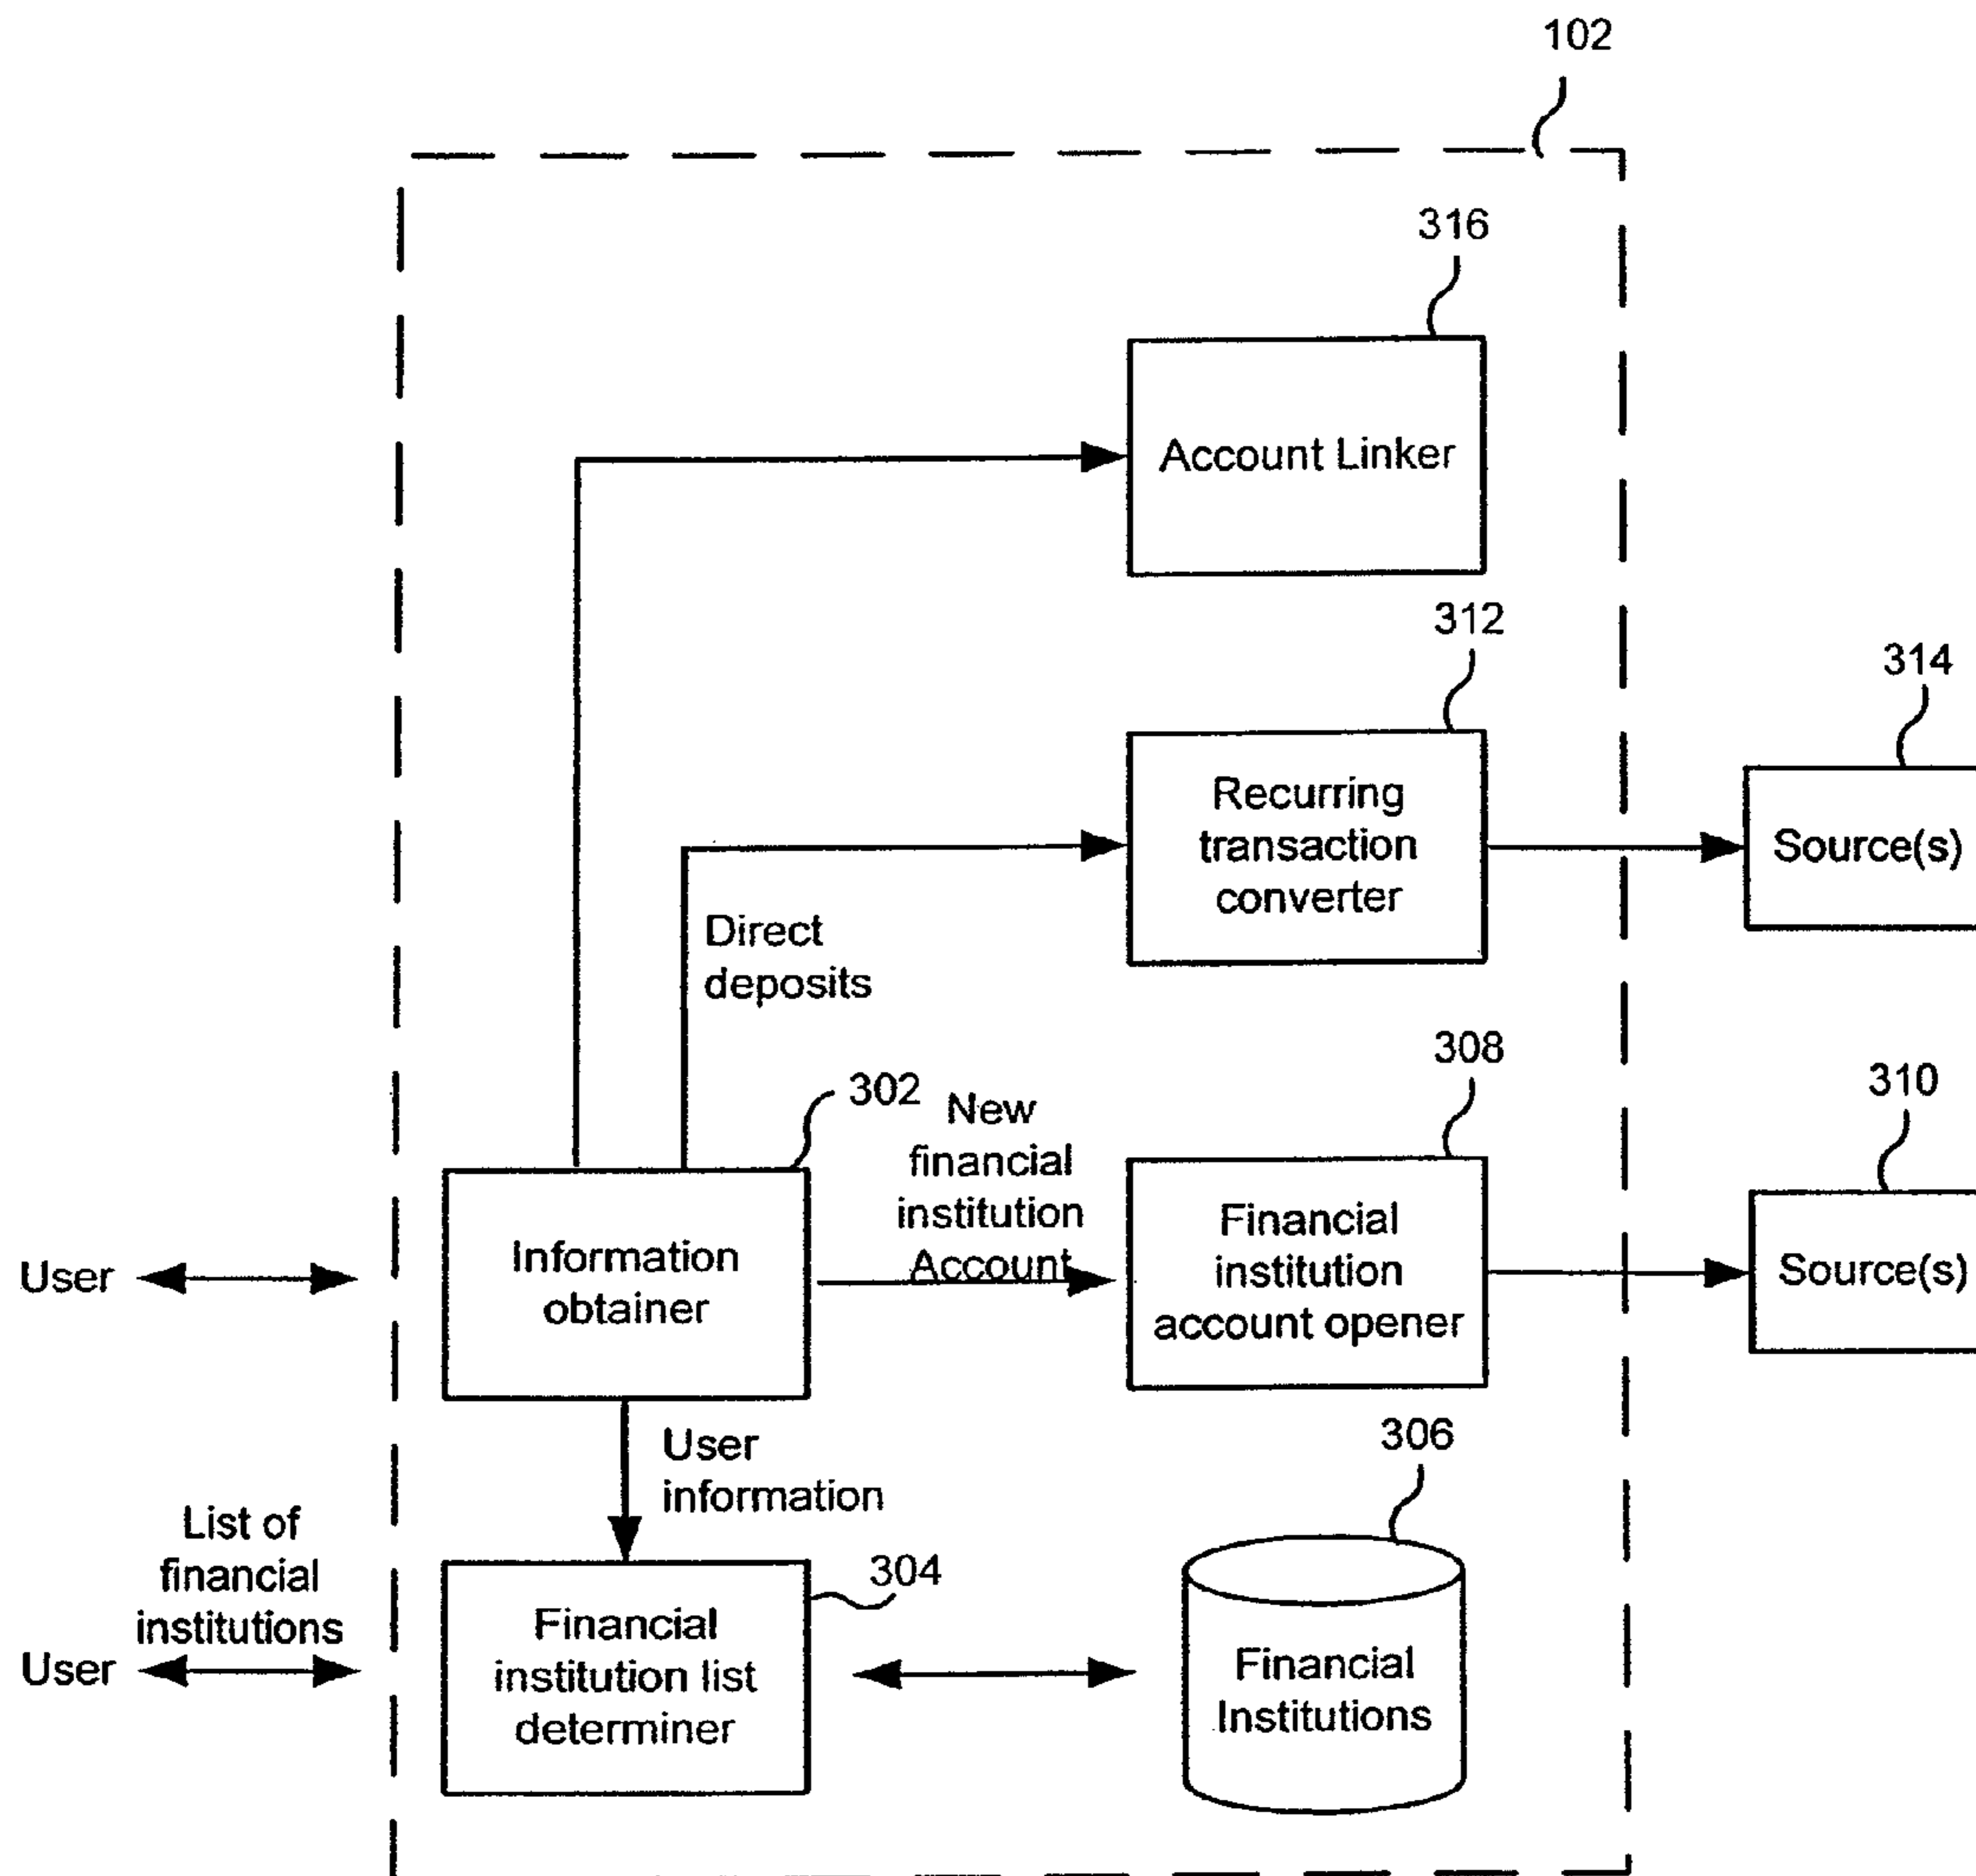 102
316
Account Linker
312
314
Recurring
transaction
converter
Source(s)
Direct
deposits
308
302
310
New
financial
institution
Account
Financial
institution
account opener
Source(s)
User
Information
obtainer
User
information
306
List of
financial
institutions
User
304
Financial
institution list
determiner
Financial
Institutions